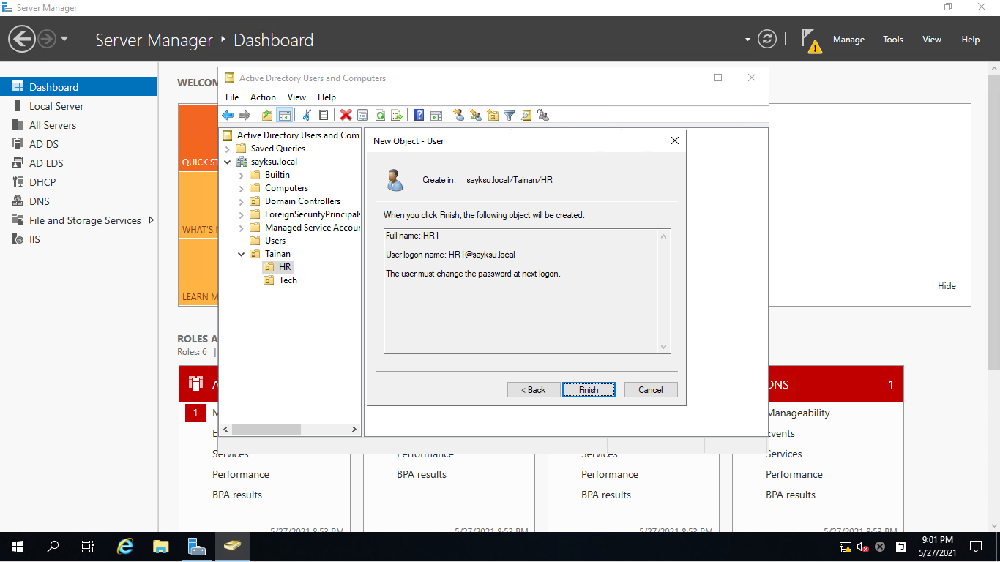 Server Manager
Server Manager ‣ Dashboard
Manage Tools View Help
Dashboard
Local Server
All Servers
AD DS
AD LDS
DHCP
DNS
File and Storage Services
IIS
WELCOM
QUICK ST
WHAT'S N
LEARN M
Hide
ROLES A
Roles: 6 |
Active Directory Users and Computers
File Action View Help
Active Directory Users and Com
Saved Queries
sayksu.local
Builtin
Computers
Domain Controllers
ForeignSecurityPrincipals
Managed Service Accour
Users
Tainan
HR
Tech
New Object - User
Create in: sayksu.local/Tainan/HR
When you click Finish, the following object will be created:
Full name: HR1
User logon name: HR1@sayksu.local
The user must change the password at next logon.
< Back Finish Cancel
A
1 M
E
Services
Performance
BPA results
5/27/2021 8:53 PM
Performance
BPA results
5/27/2021 8:53 PM
Services
Performance
BPA results
5/27/2021 8:53 PM
DNS 1
Manageability
Events
Services
Performance
BPA results
5/27/2021 8:53 PM
9:01 PM
5/27/2021